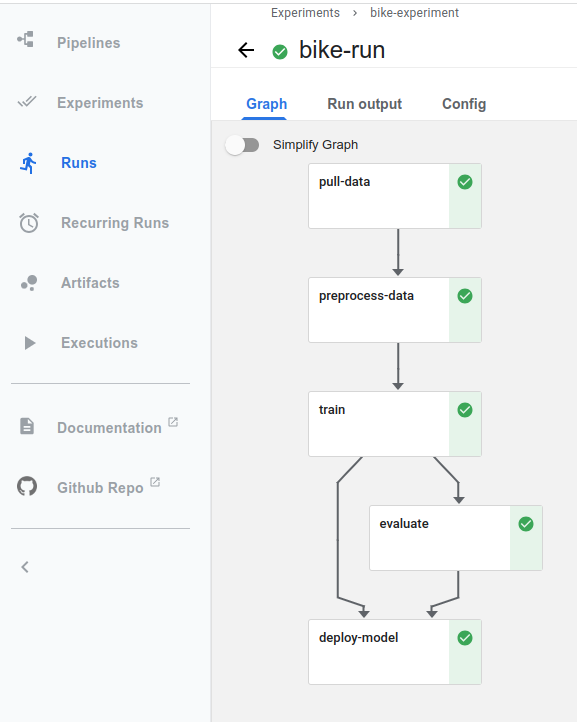 Pipelines
Experiments
Runs
Recurring Runs
Artifacts
Executions
Documentation
Github Repo
Experiments > bike-experiment
bike-run
Graph Run output Config
Simplify Graph
pull-data
preprocess-data
train
evaluate
deploy-model